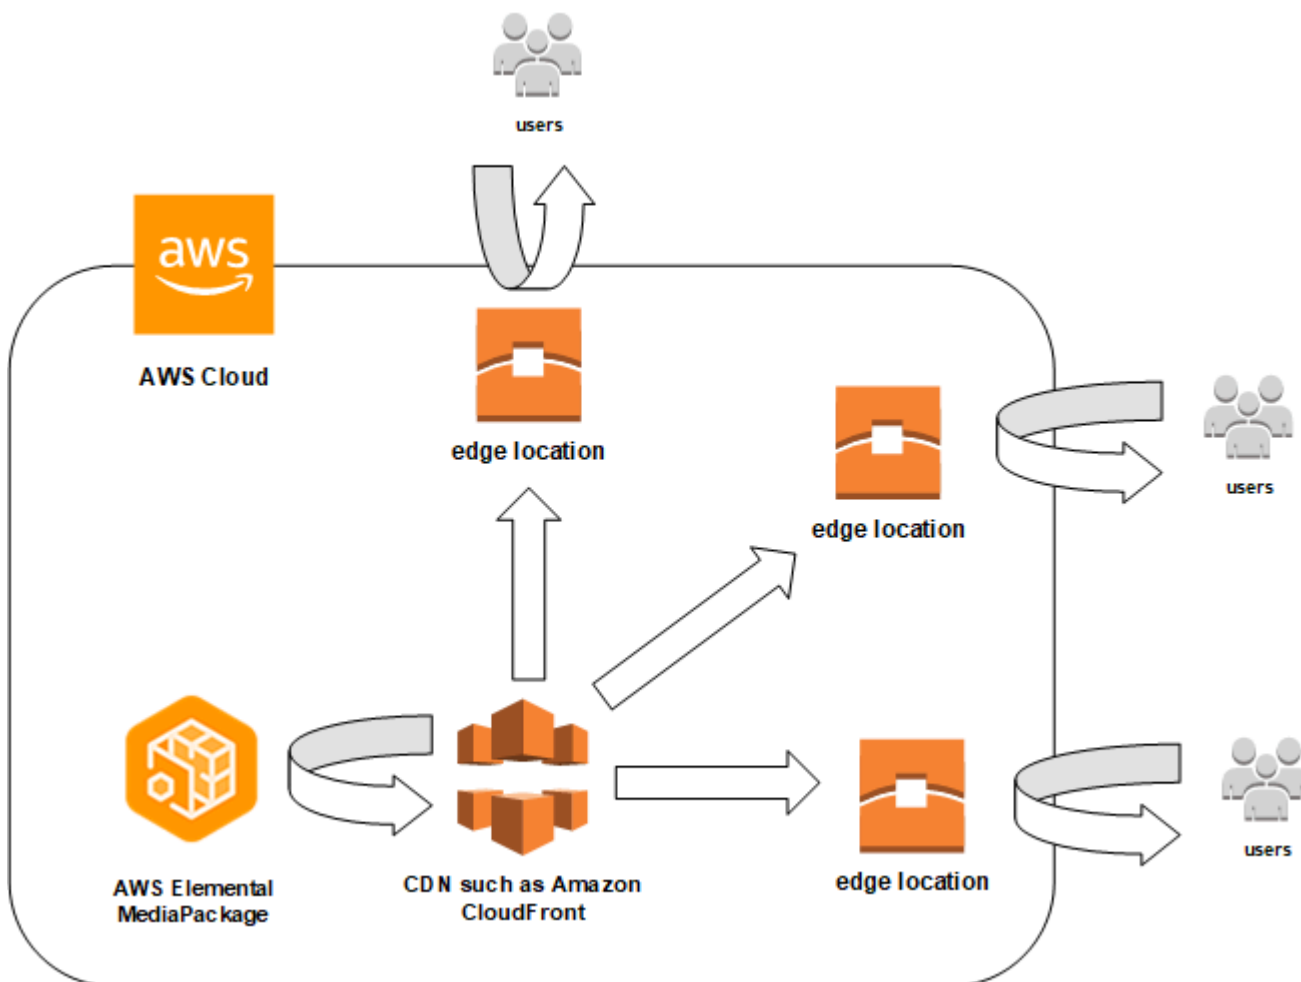 users
aws
AWS Cloud
edge location
users
edge location
AWS Elemental
MediaPackage
CDN such as Amazon
CloudFront
edge location
users